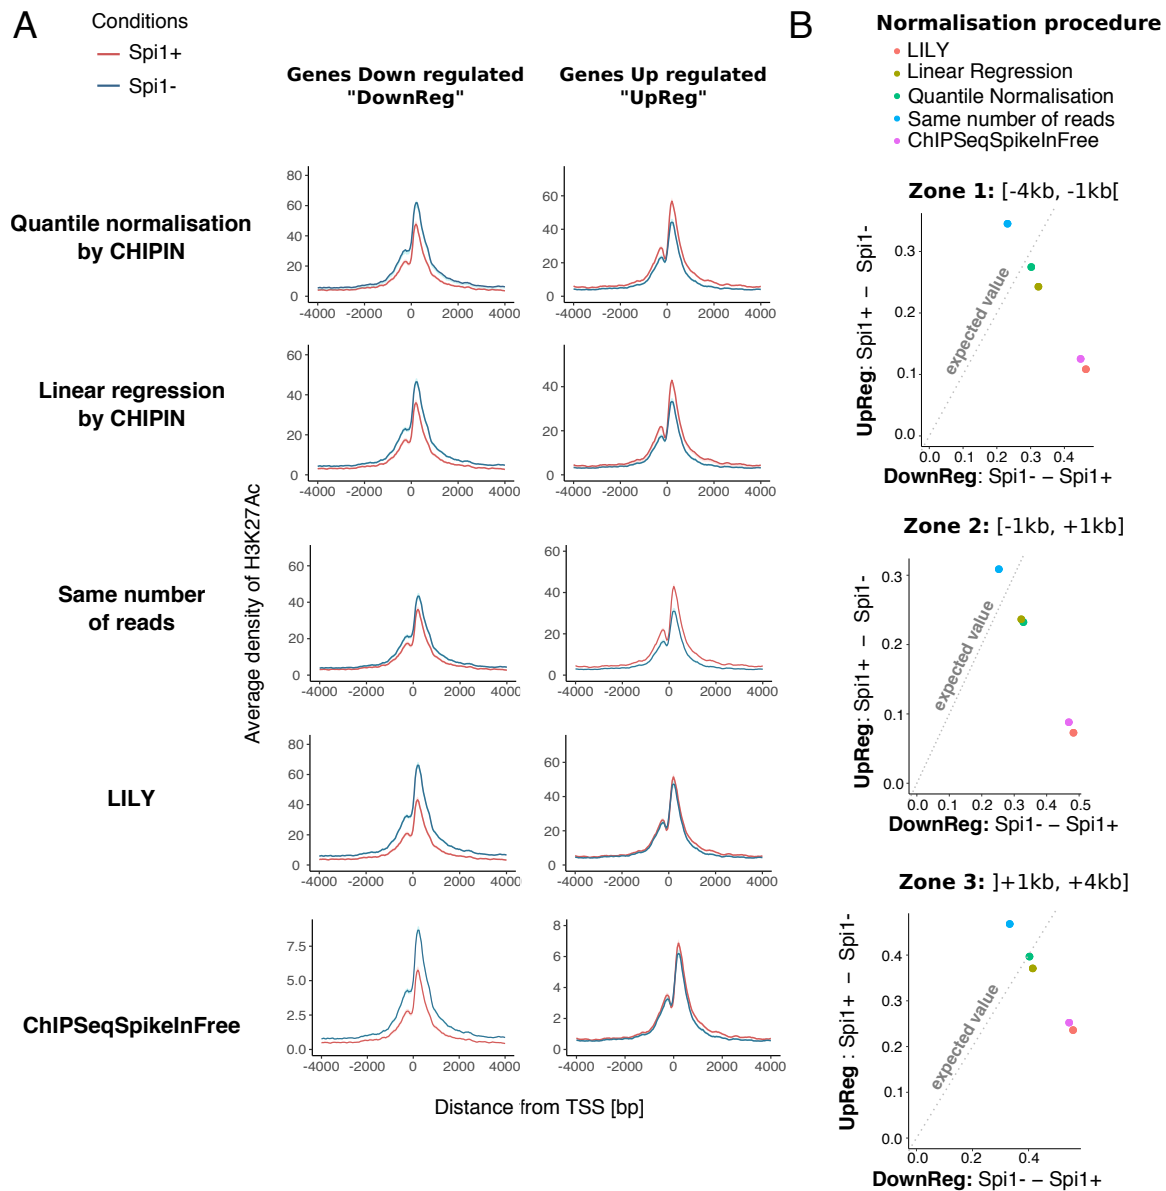 A
Conditions
Spi1+
Spi1-
Genes Down regulated
"DownReg"
Genes Up regulated
"UpReg"
Quantile normalisation
by CHIPIN
80
60
40
20
0
-4000 -2000 0 2000 4000
60
40
20
0
-4000 -2000 0 2000 4000
Linear regression
by CHIPIN
60
40
20
0
-4000 -2000 0 2000 4000
40
20
0
-4000 -2000 0 2000 4000
Average density of H3K27Ac
Same number
of reads
60
40
20
0
-4000 -2000 0 2000 4000
60
40
20
0
-4000 -2000 0 2000 4000
LILY
80
60
40
20
0
-4000 -2000 0 2000 4000
60
40
20
0
-4000 -2000 0 2000 4000
ChIPSeqSpikeInFree
7.5
5.0
2.5
0.0
-4000 -2000 0 2000 4000
8
6
4
2
0
-4000 -2000 0 2000 4000
Distance from TSS [bp]
B
Normalisation procedure
LILY
Linear Regression
Quantile Normalisation
Same number of reads
ChIPSeqSpikeInFree
Zone 1: [-4kb, -1kb[
UpReg: Spi1+ – Spi1-
0.3
0.2
0.1
0.0
expected value
0.0 0.1 0.2 0.3 0.4
DownReg: Spi1- – Spi1+
Zone 2: [-1kb, +1kb]
UpReg: Spi1+ – Spi1-
0.3
0.2
0.1
0.0
expected value
0.0 0.1 0.2 0.3 0.4 0.5
DownReg: Spi1- – Spi1+
Zone 3: ]+1kb, +4kb]
UpReg : Spi1+ – Spi1-
0.4
0.3
0.2
0.1
0.0
expected value
0.0 0.4
DownReg: Spi1- – Spi1+